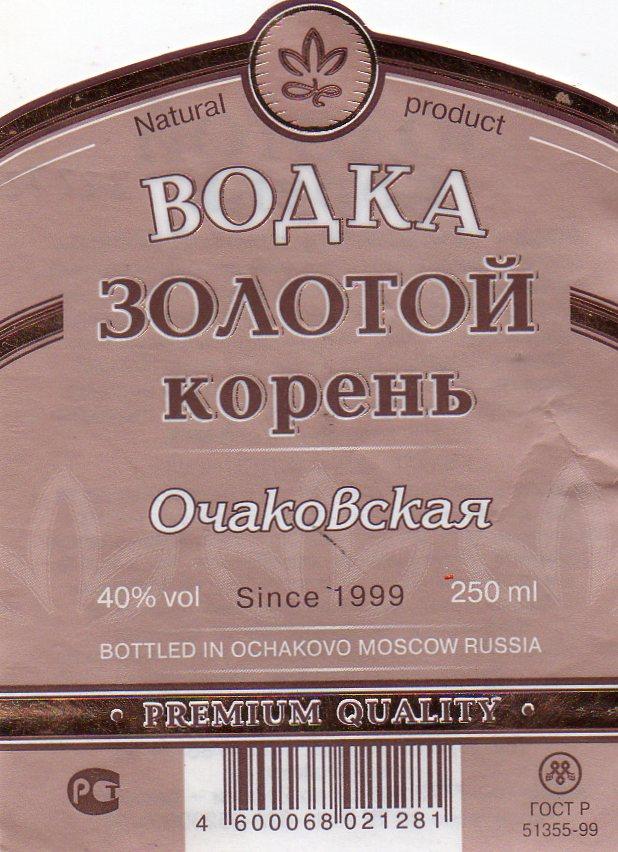 Natural product
ВОДКА
ЗОЛОТОЙ
корень
Очаковская
40% vol Since 1999 250 ml
BOTTLED IN OCHAKOVO MOSCOW RUSSIA
PREMIUM QUALITY
РСТ
4 600068 021281
ГОСТ Р
51355-99